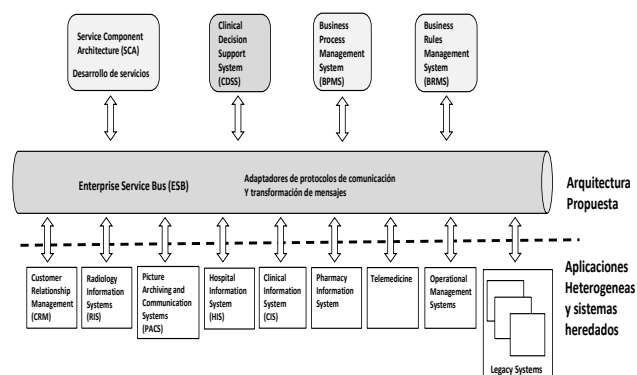 Service Component
Architecture (SCA)
Desarrollo de servicios
Clinical
Decision
Support
System
(CDSS)
Business
Process
Management
System
(BPMS)
Business
Rules
Management
System
(BRMS)
Enterprise Service Bus (ESB)
Adaptadores de protocolos de comunicación
Y transformación de mensajes
Arquitectura
Propuesta
Customer
Relationship
Management
(CRM)
Radiology
Information
Systems
(RIS)
Picture
Archiving and
Communication
Systems
(PACS)
Hospital
Information
System
(HIS)
Clinical
Information
System (CIS)
Pharmacy
Information
System
Telemedicine
Operational
Management
Systems
Legacy Systems
Aplicaciones
Heterogeneas
y sistemas
heredados